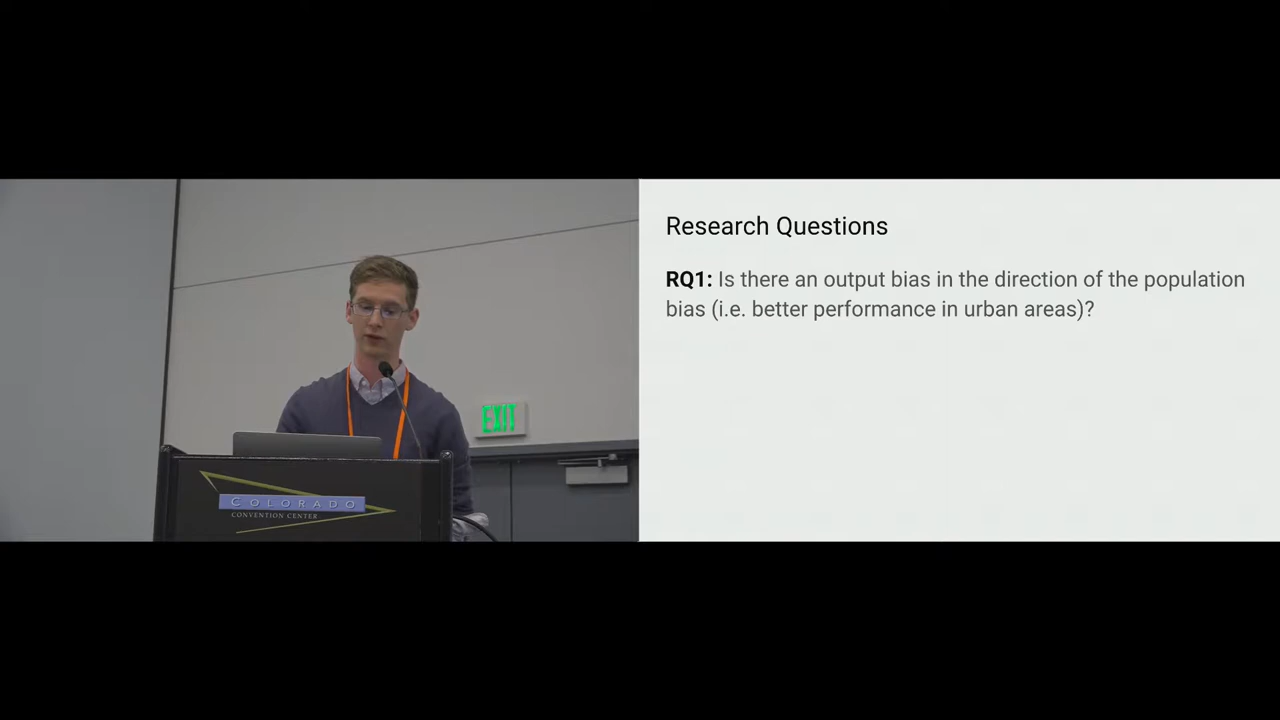 Research Questions
RQ1: Is there an output bias in the direction of the population
bias (i.e. better performance in urban areas)?
EXIT
COLORADO
CONVENTION CENTER